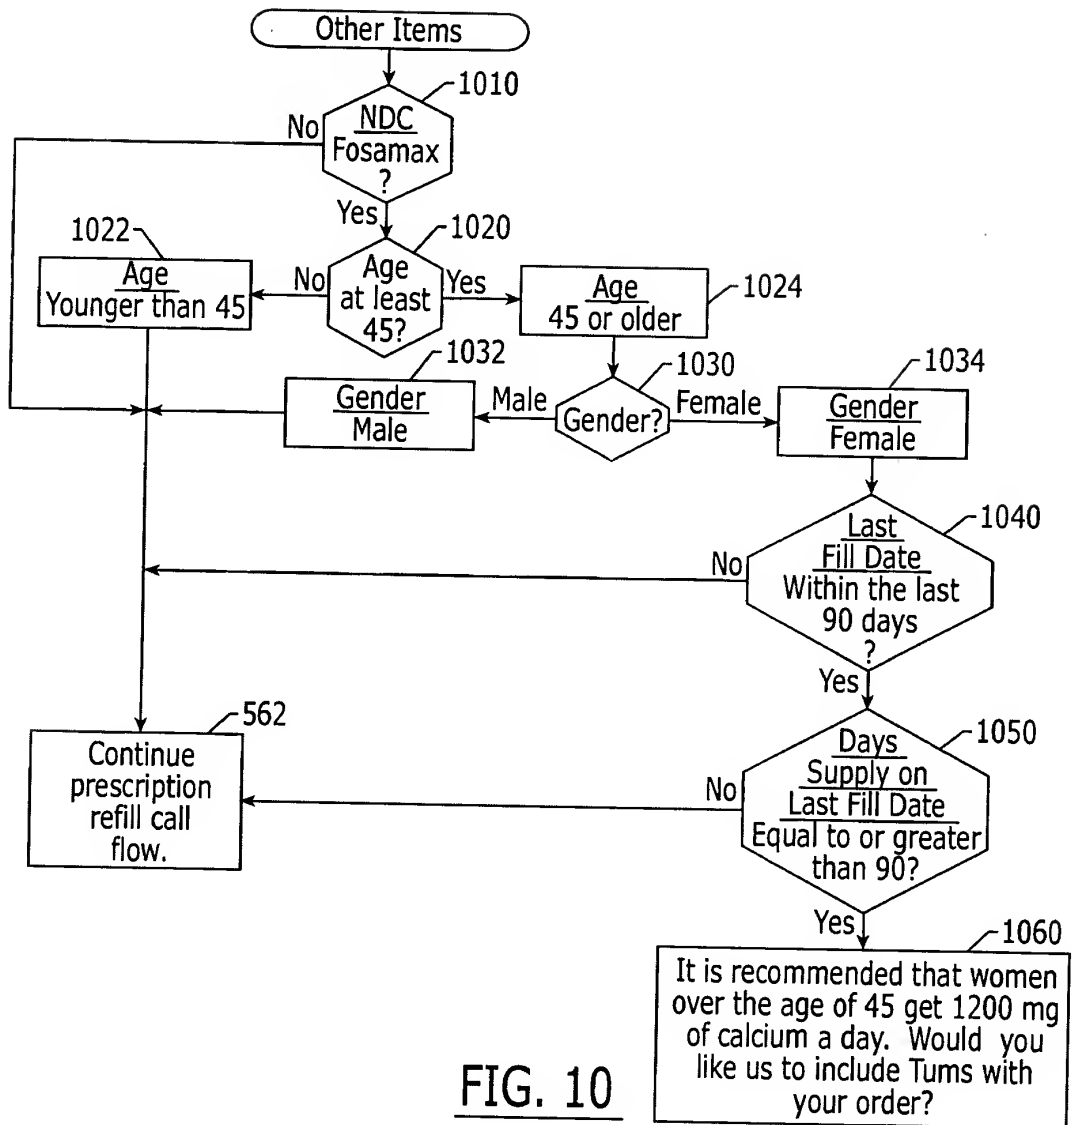 Other Items
1010
No
NDC
Fosamax
?
Yes
1020
1022
Age
Younger than 45
No
Age
at least
45?
Yes
Age
45 or older
1024
1032
Gender
Male
Male
1030
Gender?
Female
1034
Gender
Female
1040
Last
Fill Date
Within the last
90 days
?
No
Yes
562
Continue
prescription
refill call
flow.
1050
Days
Supply on
Last Fill Date
Equal to or greater
than 90?
No
Yes
1060
It is recommended that women
over the age of 45 get 1200 mg
of calcium a day. Would you
like us to include Tums with
your order?
FIG. 10